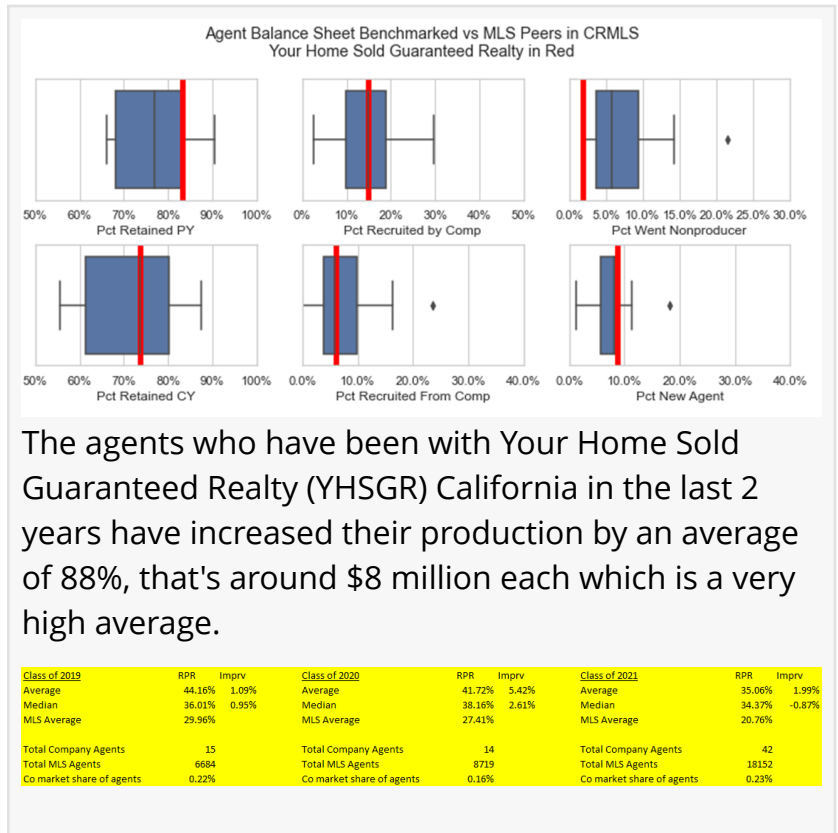 Agent Balance Sheet Benchmarked vs MLS Peers in CRMLS
Your Home Sold Guaranteed Realty in Red
50% 60% 70% 80% 90% 100%
Pct Retained PY
0% 10% 20% 30% 40% 50%
Pct Recruited by Comp
0.0% 5.0% 10.0% 15.0% 20.0% 25.0% 30.0%
Pct Went Nonproducer
50% 60% 70% 80% 90% 100%
Pct Retained CY
0.0% 10.0% 20.0% 30.0% 40.0%
Pct Recruited From Comp
0.0% 10.0% 20.0% 30.0% 40.0%
Pct New Agent
The agents who have been with Your Home Sold
Guaranteed Realty (YHSGR) California in the last 2
years have increased their production by an average
of 88%, that's around $8 million each which is a very
high average.
Class of 2019 RPR Imprv Class of 2020 RPR Imprv Class of 2021 RPR Imprv
Average 44.16% 1.09% Average 41.72% 5.42% Average 35.06% 1.99%
Median 36.01% 0.95% Median 38.16% 2.61% Median 34.37% -0.87%
MLS Average 29.96% MLS Average 27.41% MLS Average 20.76%
Total Company Agents 15 Total Company Agents 14 Total Company Agents 42
Total MLS Agents 6684 Total MLS Agents 8719 Total MLS Agents 18152
Co market share of agents 0.22% Co market share of agents 0.16% Co market share of agents 0.23%